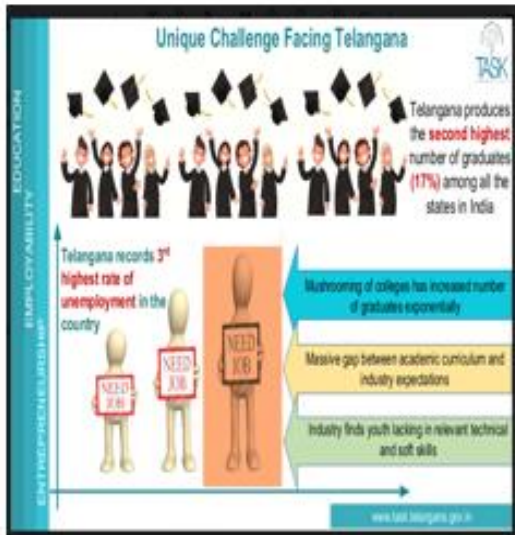 Unique Challenge Facing Telangana
TASK
Telangana produces
the second highest
number of graduates
(17%) among all the
states in India
EDUCATION
EMPLOYABILITY
ENTREPRENEURSHIP
Telangana records 3rd
highest rate of
unemployment in the
country
NEED
JOB
NEED
JOB
NEED
JOB
Mushrooming of colleges has increased number
of graduates exponentially
Massive gap between academic curriculum and
industry expectations
Industry finds youth lacking in relevant technical
and soft skills
www.task.telangana.gov.in